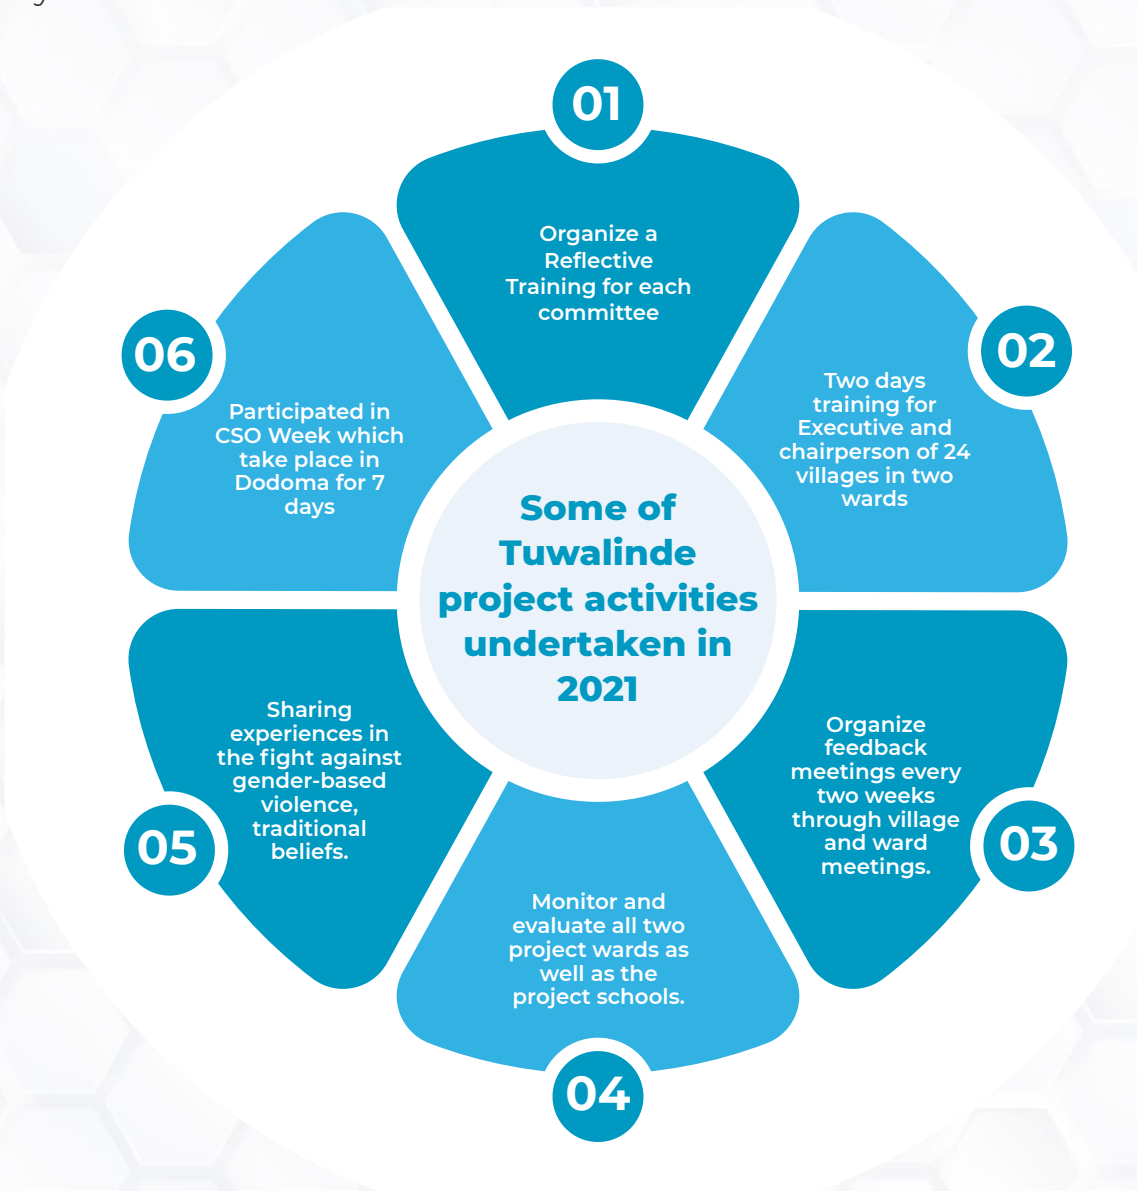 Some of
Tuwalinde
project activities
undertaken in
2021
01
Organize a
Reflective
Training for each
committee
02
Two days
training for
Executive and
chairperson of 24
villages in two
wards
03
Organize
feedback
meetings every
two weeks
through village
and ward
meetings.
04
Monitor and
evaluate all two
project wards as
well as the
project schools.
05
Sharing
experiences in
the fight against
gender-based
violence,
traditional
beliefs.
06
Participated in
CSO Week which
take place in
Dodoma for 7
days